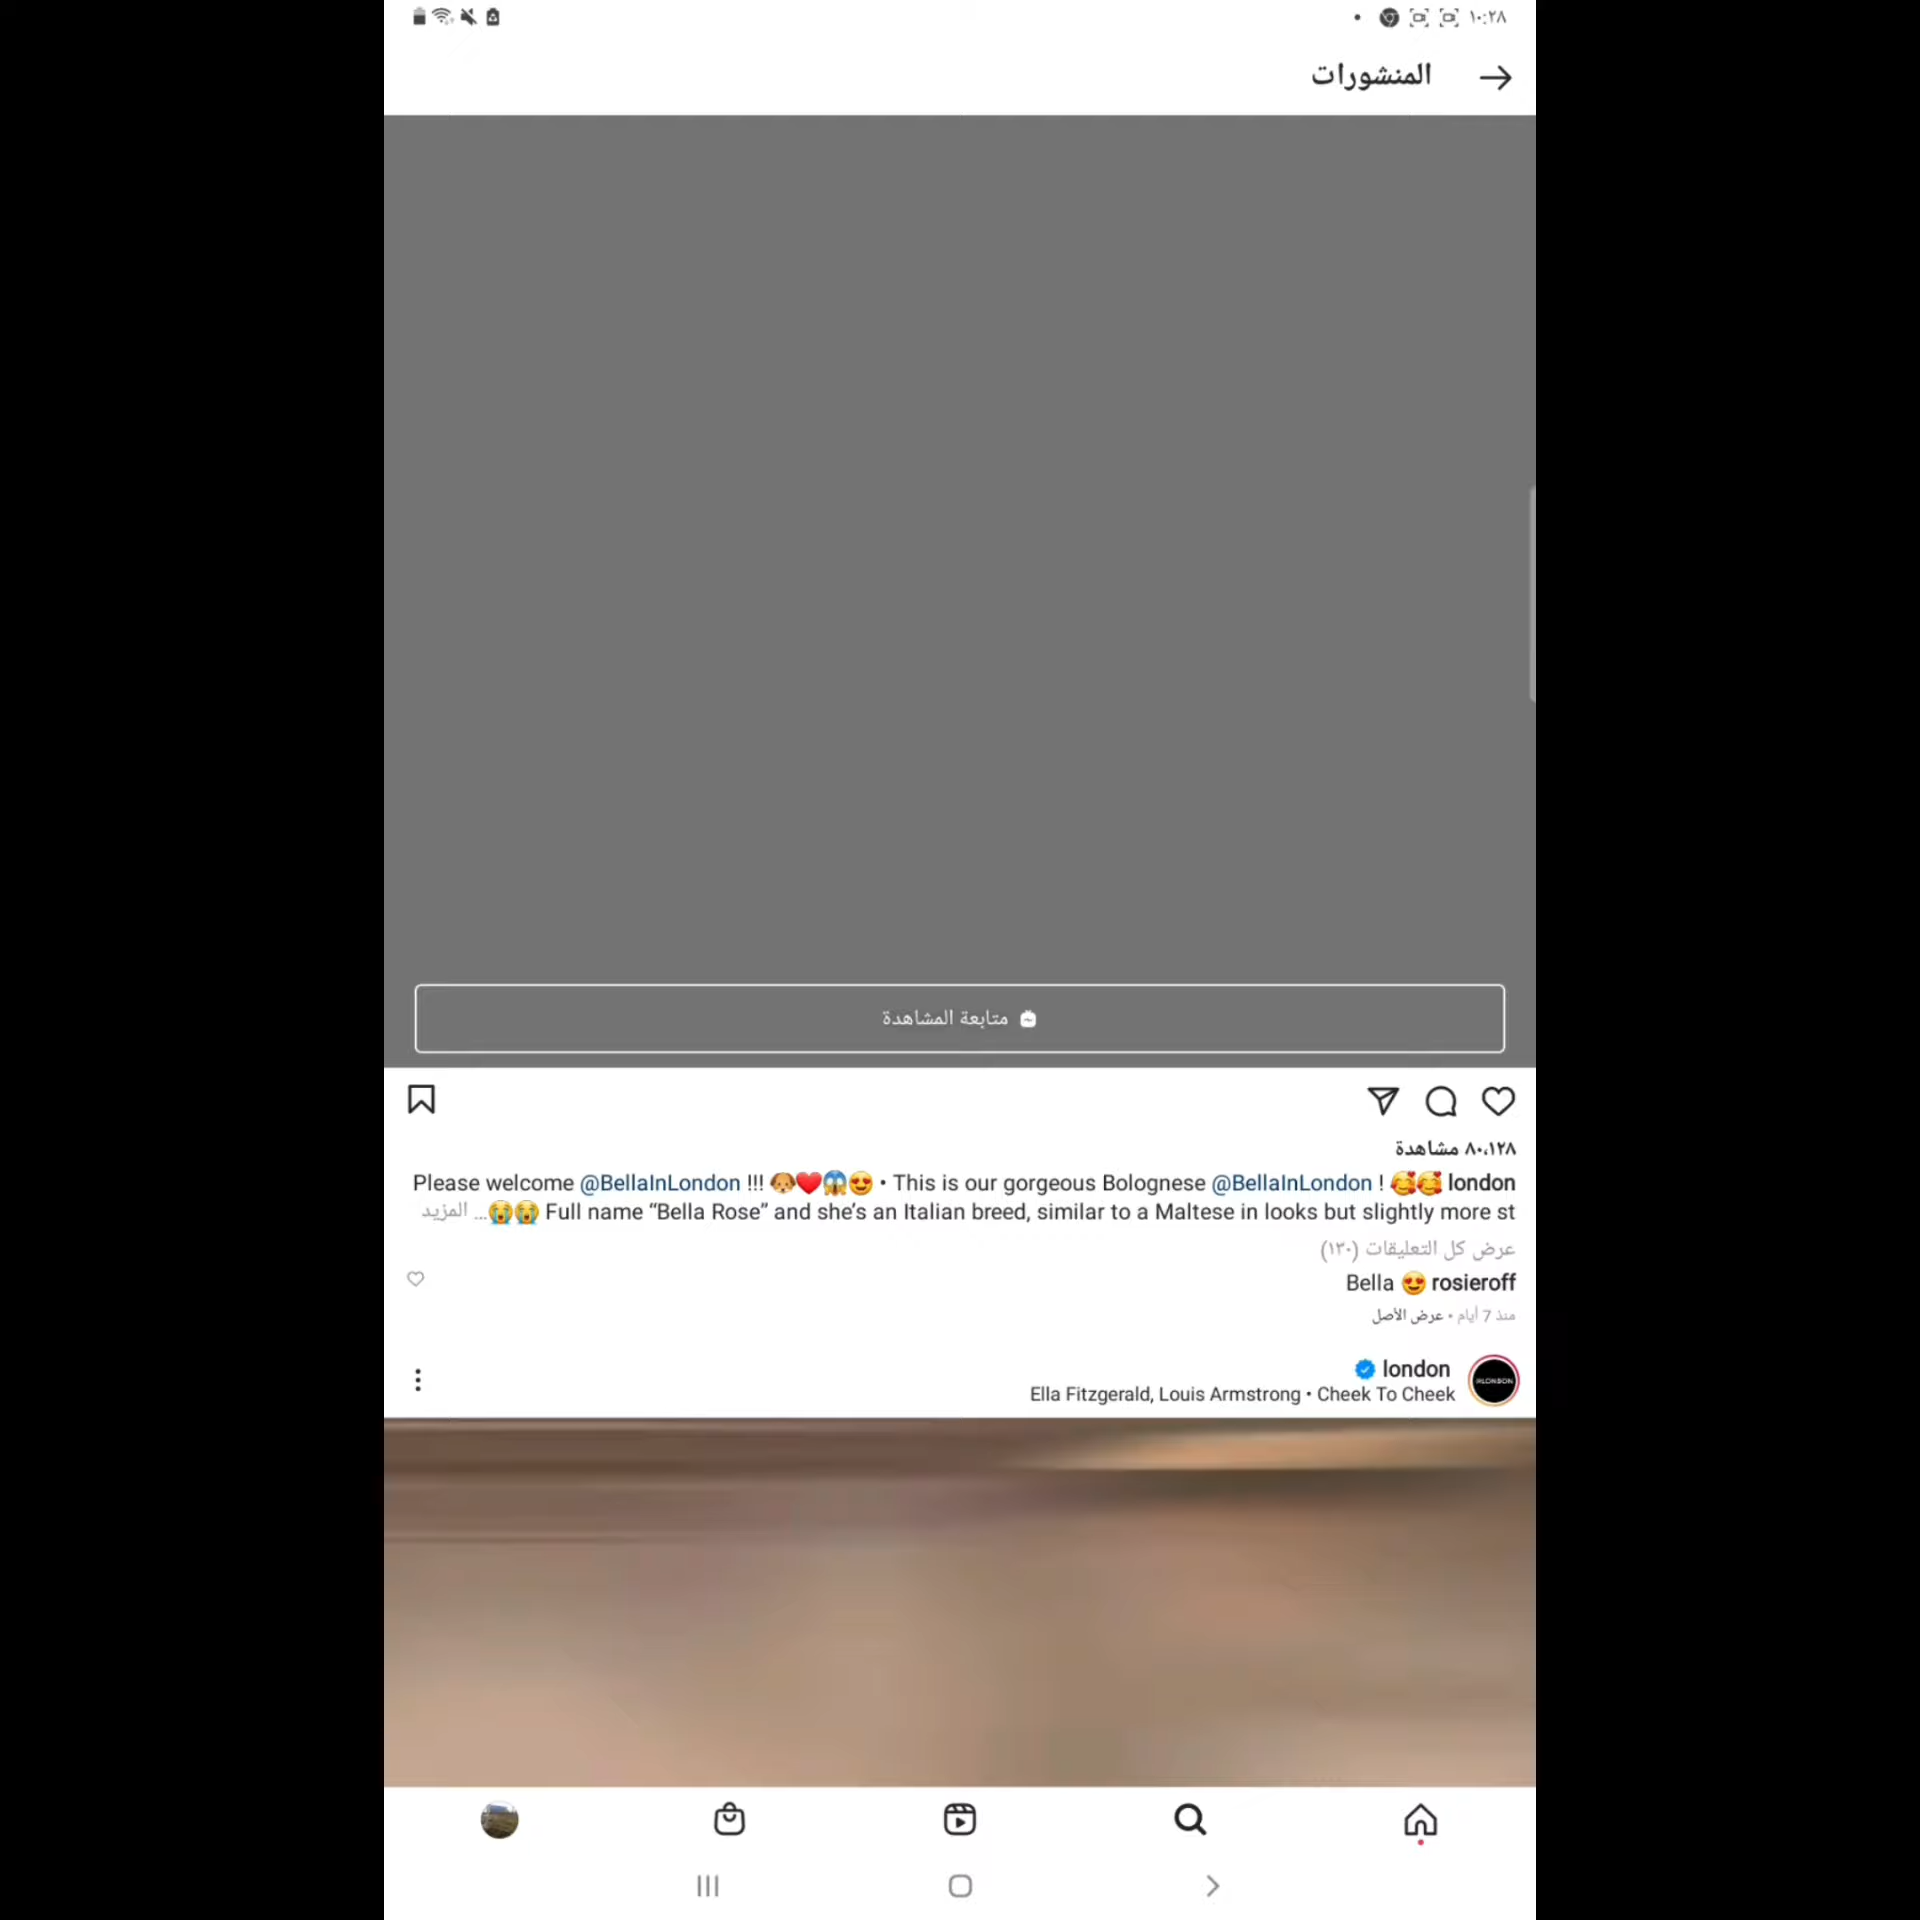 ١٠:٢٨
المنشورات
متابعة المشاهدة
٨٠،١٢٨ مشاهدة
london Please welcome @BellaInLondon !!! 🐶❤️😱😍 • This is our gorgeous Bolognese @BellaInLondon ! 🥰🥰
Full name “Bella Rose” and she’s an Italian breed, similar to a Maltese in looks but slightly more st 😭😭... المزيد
عرض كل التعليقات (١٣٠)
rosieroff Bella 😍
منذ 7 أيام • عرض الأصل
london
#LONDON
Ella Fitzgerald, Louis Armstrong • Cheek To Cheek